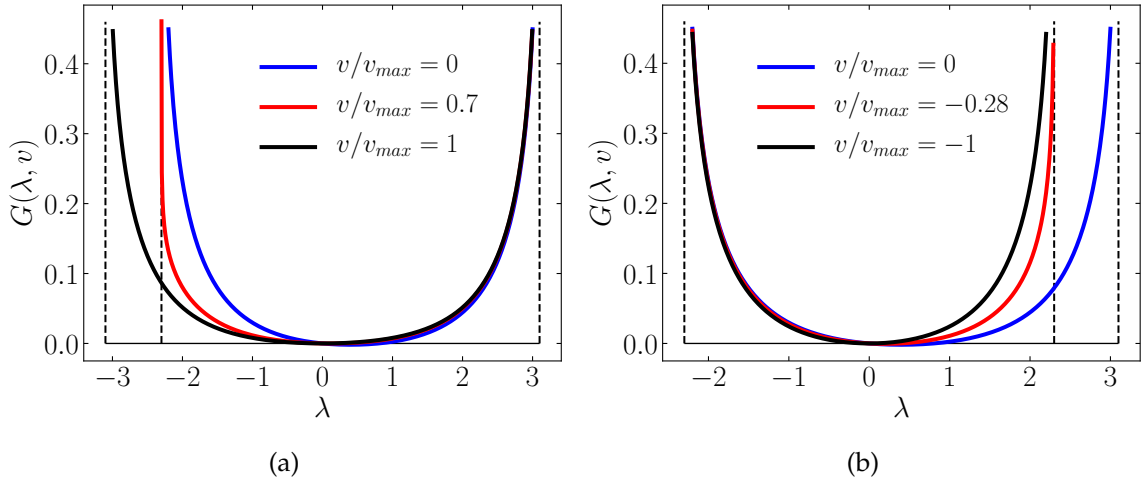 0.4
0.3
0.2
0.1
0.0
G(λ, v)
v/v_max = 0
v/v_max = 0.7
v/v_max = 1
−3 −2 −1 0 1 2 3
λ
(a)
0.4
0.3
0.2
0.1
0.0
G(λ, v)
v/v_max = 0
v/v_max = −0.28
v/v_max = −1
−2 −1 0 1 2 3
λ
(b)